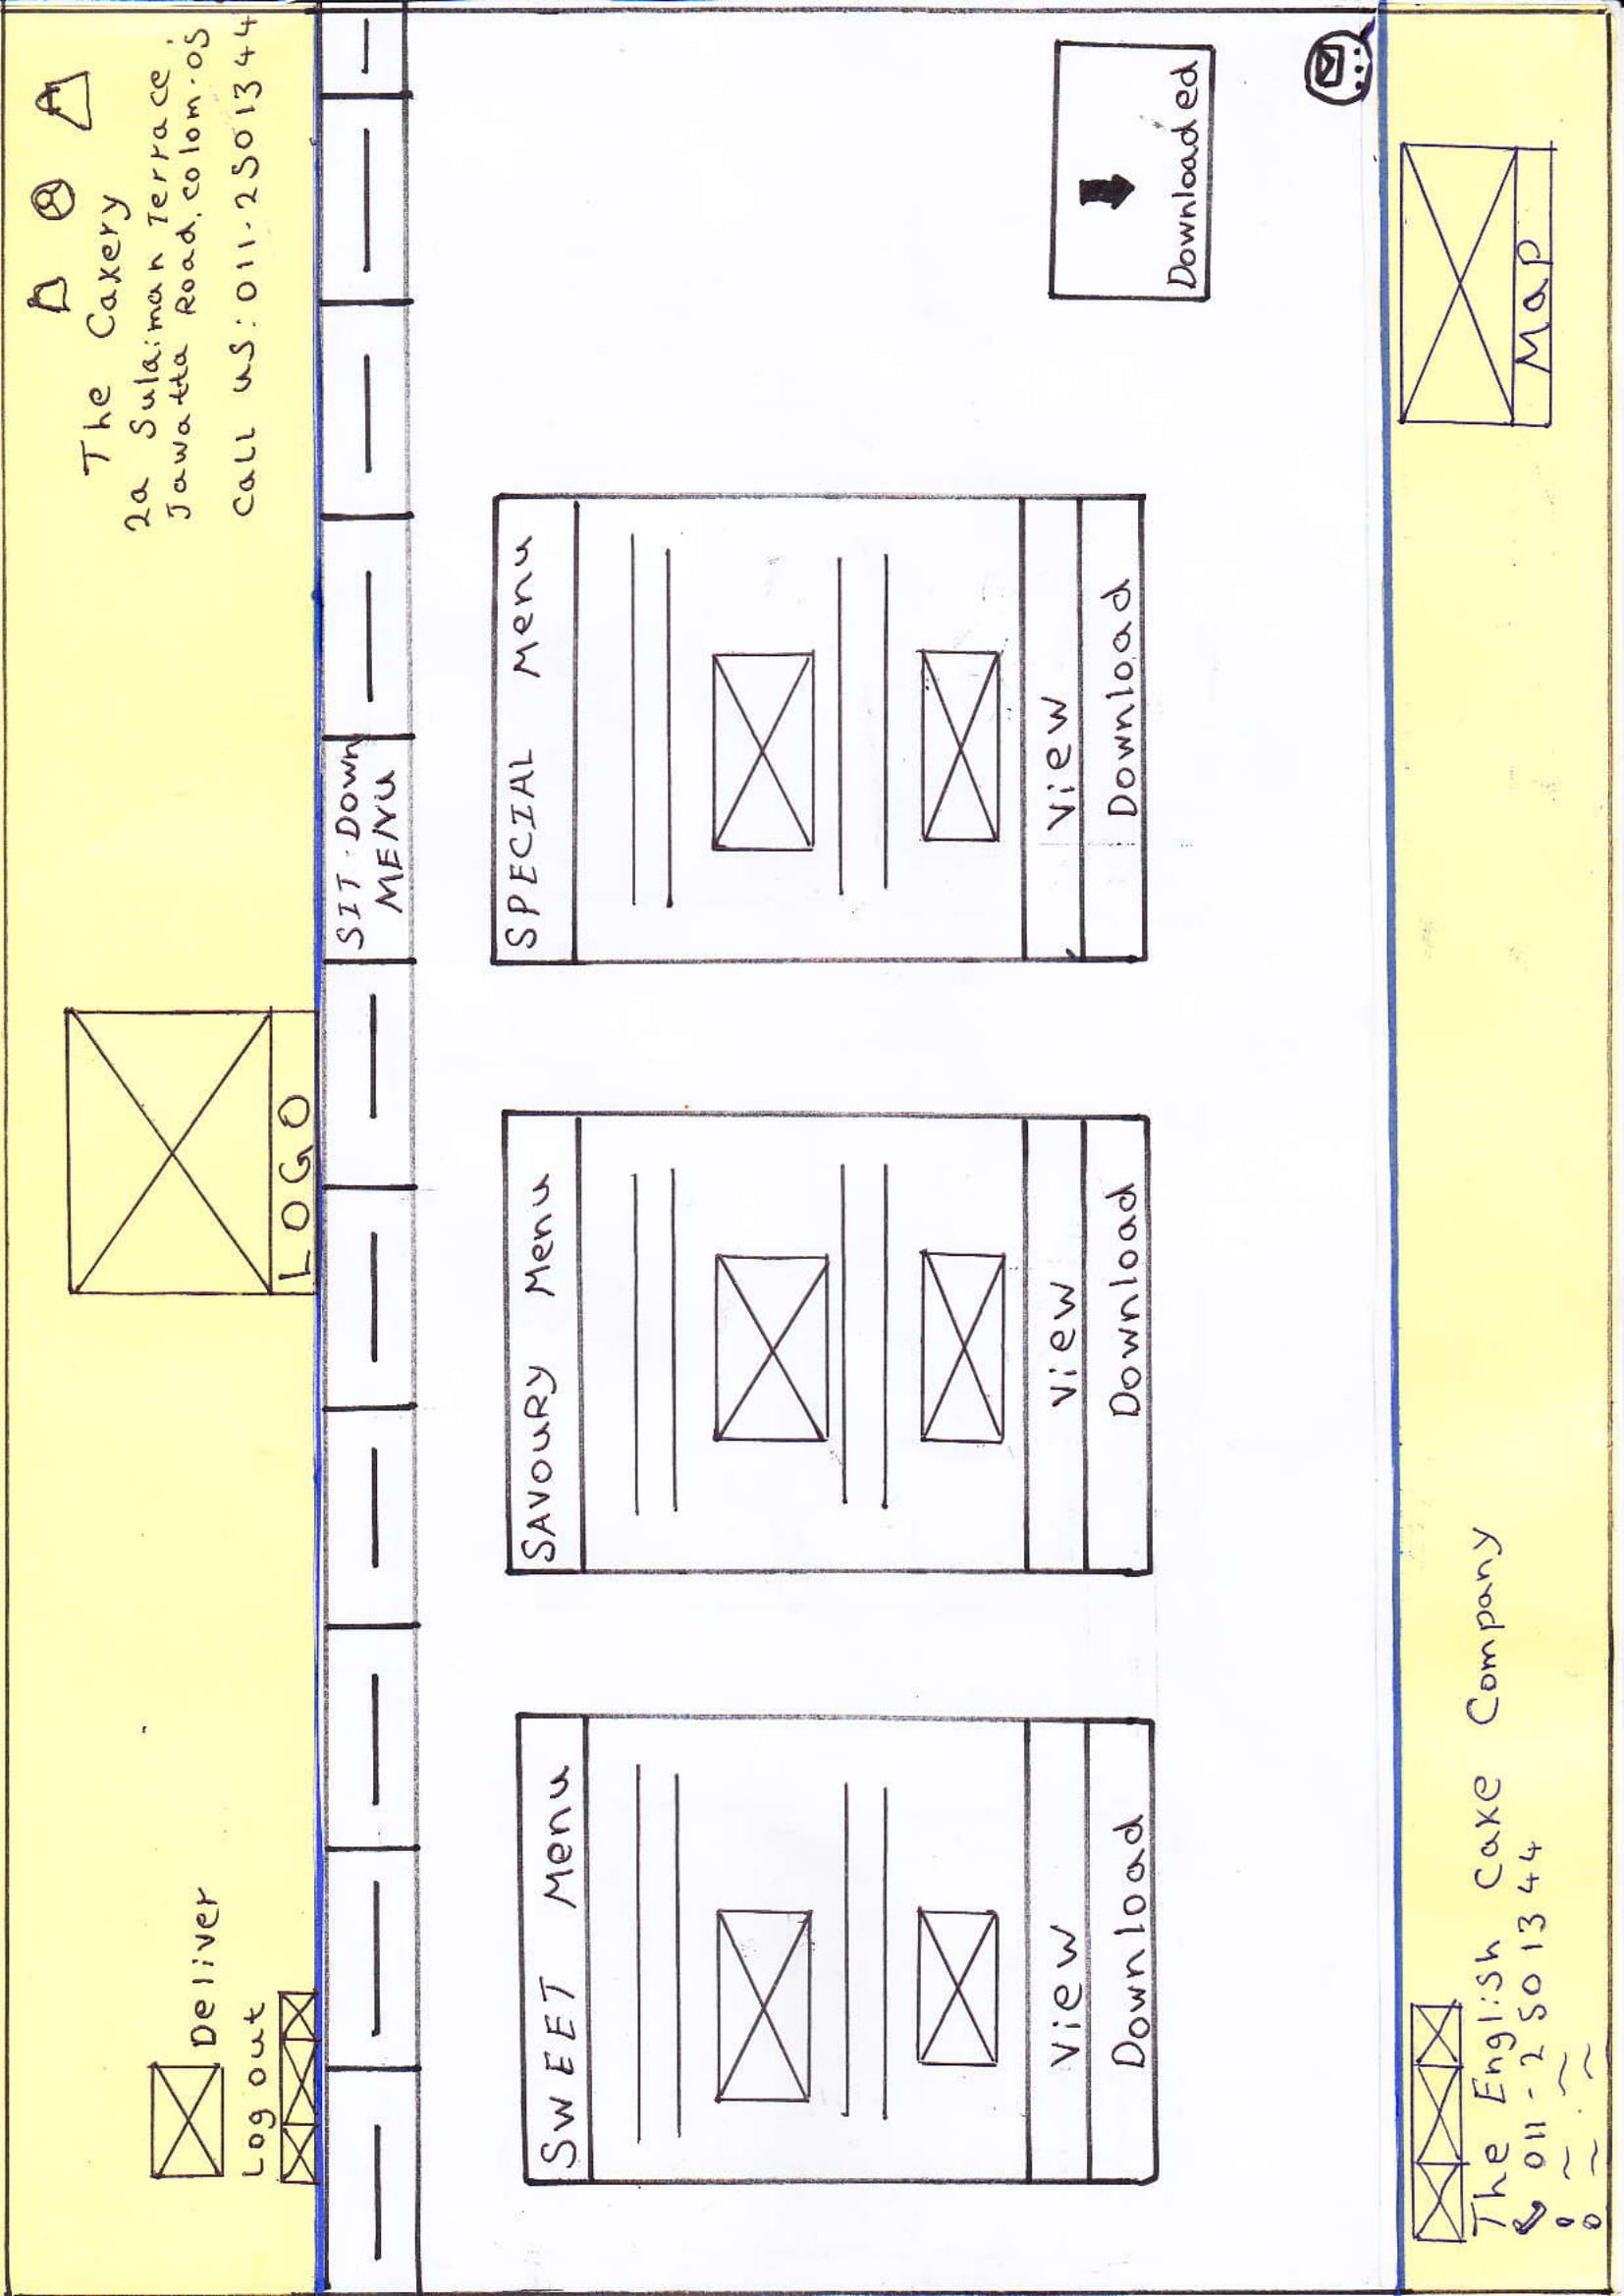 The Cakery
2a Sulaiman Terrace,
Jawatta Road, colom-05
Call us: 011-2501344
Deliver
Log out
LOGO
SIT-Down
MENU
SWEET Menu
SAVOURY Menu
SPECIAL Menu
View
View
View
Download
Download
Download
Downloaded
The English Cake Company
011-2501344
Map